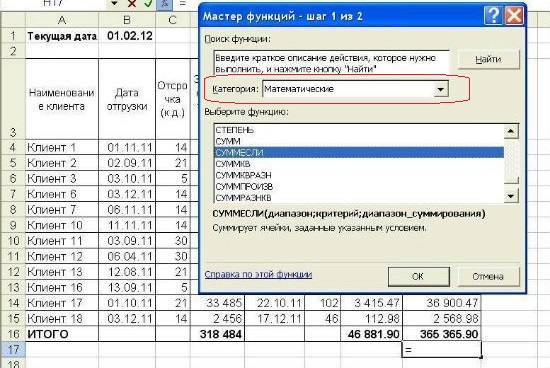 H17 =
Мастер функций - шаг 1 из 2
Поиск функции:
Введите краткое описание действия, которое нужно
выполнить, и нажмите кнопку "Найти"
Найти
Категория: Математические
Выберите функцию:
СТЕПЕНЬ
СУММ
СУММЕСЛИ
СУММКВ
СУММКВРАЗН
СУММПРОИЗВ
СУММРАЗНКВ
СУММЕСЛИ(диапазон;критерий;диапазон_суммирования)
Суммирует ячейки, заданные указанным условием.
Справка по этой функции
ОК Отмена
A B C
1 Текущая дата 01.02.12
2
3 Наименовани
е клиента
Дата
отгрузки
Отсро
чка
(к.д.)
4 Клиент 1 01.11.11 14
5 Клиент 2 02.09.11 21
6 Клиент 3 03.10.11 5
7 Клиент 6 03.12.11 14
8 Клиент 7 06.11.11 14
9 Клиент 10 11.11.11 14
10 Клиент 11 03.09.11 30
11 Клиент 12 06.04.11 30
12 Клиент 13 12.08.11 21
13 Клиент 16 13.09.11 5
14 Клиент 17 01.10.11 21 33 485 22.10.11 102 3 415.47 36 900.47
15 Клиент 18 03.12.11 14 2 456 17.12.11 46 112.98 2 568.98
16 ИТОГО 318 484 46 881.90 365 365.90
17 =
18